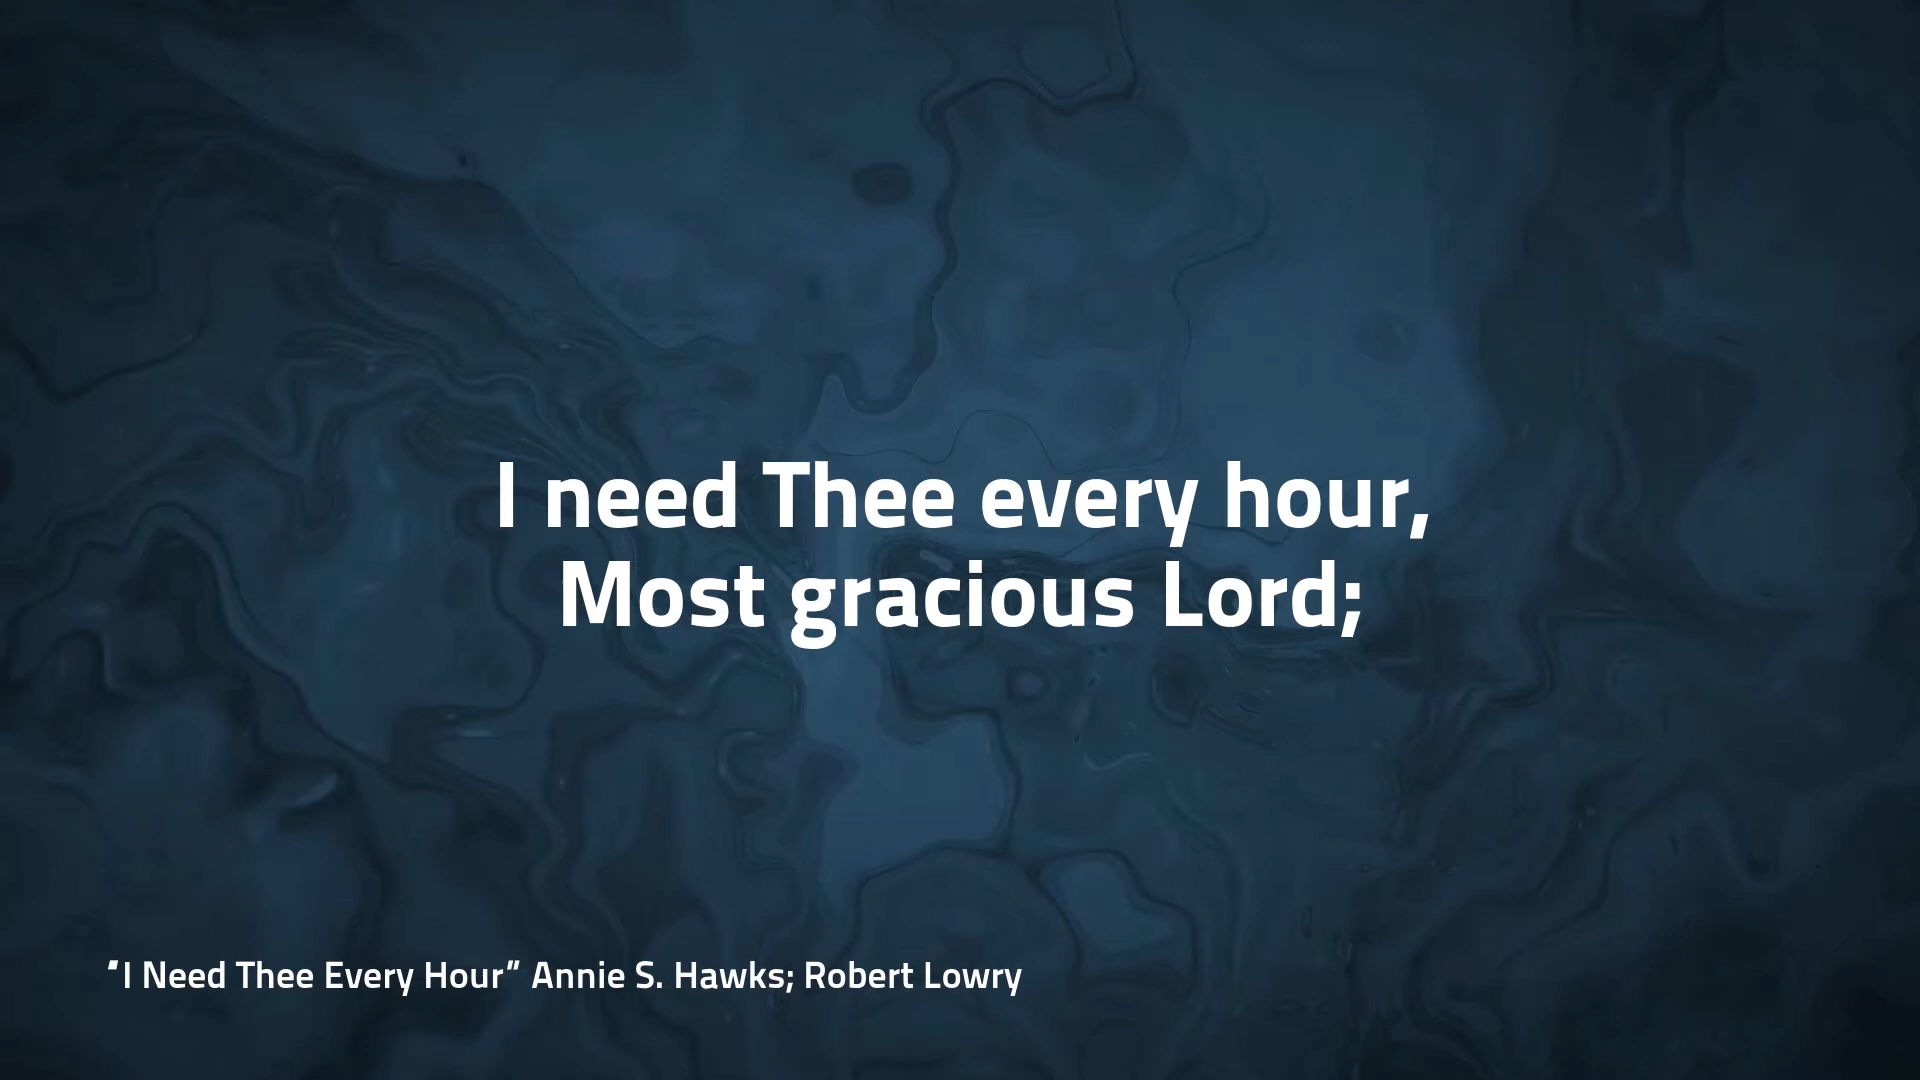 I need Thee every hour,
Most gracious Lord;
"I Need Thee Every Hour" Annie S. Hawks; Robert Lowry